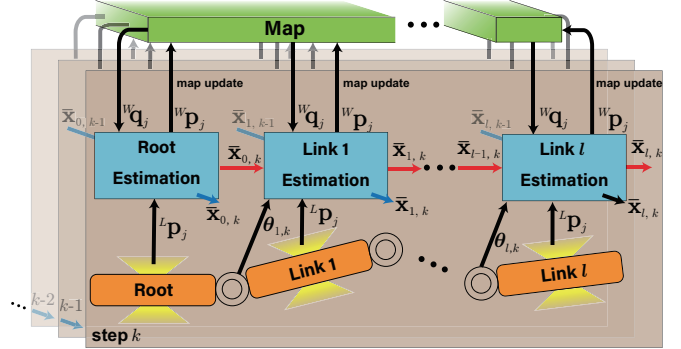 Map
map update
map update
map update
x̄₀, ₖ₋₁
ᵂqⱼ
ᵂpⱼ
x̄₁, ₖ₋₁
ᵂqⱼ
ᵂpⱼ
x̄ₗ, ₖ₋₁
ᵂqⱼ
ᵂpⱼ
Root
Estimation
x̄₀, ₖ
Link 1
Estimation
x̄₁, ₖ
x̄ₗ₋₁, ₖ
Link l
Estimation
x̄ₗ, ₖ
x̄₀, ₖ
x̄₁, ₖ
x̄ₗ, ₖ
ᴸpⱼ
θ₁,ₖ
ᴸpⱼ
θₗ,ₖ
ᴸpⱼ
Root
Link 1
Link l
... k-2
k-1
step k